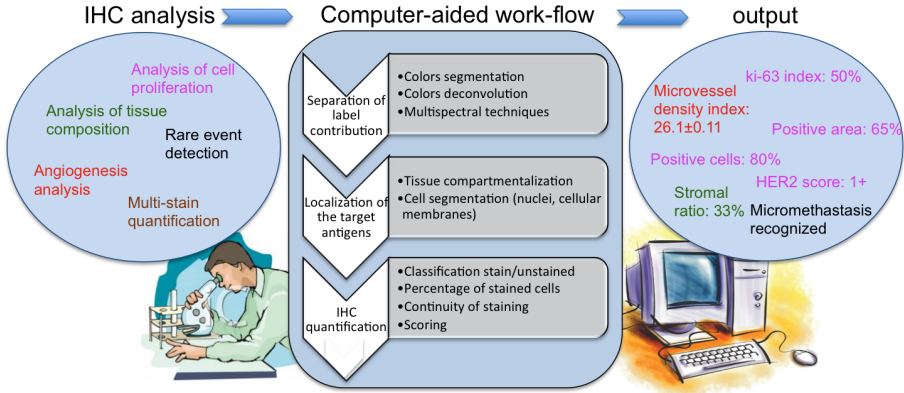 IHC analysis
Computer-aided work-flow
output
Analysis of cell
proliferation
Analysis of tissue
composition
Rare event
detection
Angiogenesis
analysis
Multi-stain
quantification
Separation of
label
contribution
•Colors segmentation
•Colors deconvolution
•Multispectral techniques
Localization of
the target
antigens
•Tissue compartmentalization
•Cell segmentation (nuclei, cellular
membranes)
IHC
quantification
•Classification stain/unstained
•Percentage of stained cells
•Continuity of staining
•Scoring
ki-63 index: 50%
Microvessel
density index:
26.1±0.11
Positive area: 65%
Positive cells: 80%
HER2 score: 1+
Stromal
ratio: 33%
Micromethastasis
recognized